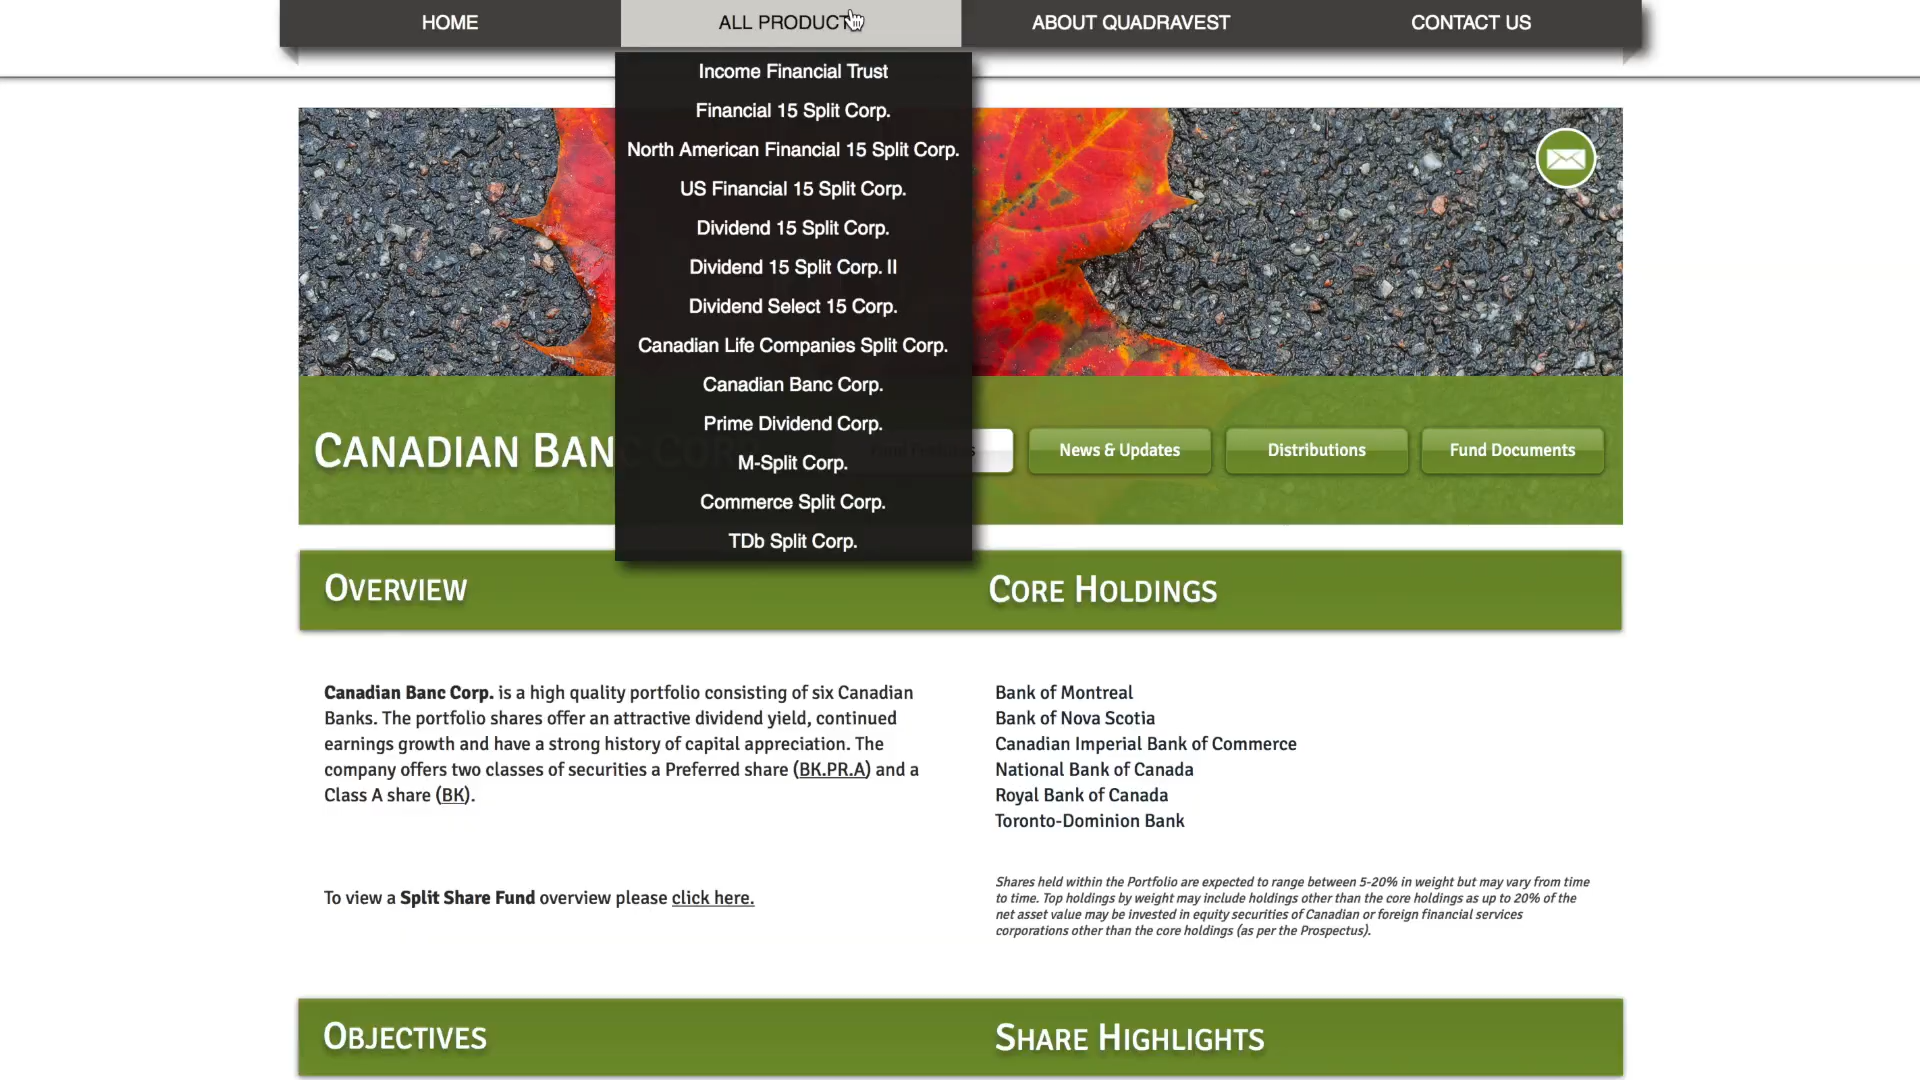 HOME
ALL PRODUCT
ABOUT QUADRAVEST
CONTACT US
Income Financial Trust
Financial 15 Split Corp.
North American Financial 15 Split Corp.
US Financial 15 Split Corp.
Dividend 15 Split Corp.
Dividend 15 Split Corp. II
Dividend Select 15 Corp.
Canadian Life Companies Split Corp.
Canadian Banc Corp.
Prime Dividend Corp.
M-Split Corp.
Commerce Split Corp.
TDb Split Corp.
CANADIAN BANC CORP.
News & Updates
Distributions
Fund Documents
OVERVIEW
Canadian Banc Corp. is a high quality portfolio consisting of six Canadian
Banks. The portfolio shares offer an attractive dividend yield, continued
earnings growth and have a strong history of capital appreciation. The
company offers two classes of securities a Preferred share (BK.PR.A) and a
Class A share (BK).
To view a Split Share Fund overview please click here.
CORE HOLDINGS
Bank of Montreal
Bank of Nova Scotia
Canadian Imperial Bank of Commerce
National Bank of Canada
Royal Bank of Canada
Toronto-Dominion Bank
Shares held within the Portfolio are expected to range between 5-20% in weight but may vary from time
to time. Top holdings by weight may include holdings other than the core holdings as up to 20% of the
net asset value may be invested in equity securities of Canadian or foreign financial services
corporations other than the core holdings (as per the Prospectus).
OBJECTIVES
SHARE HIGHLIGHTS